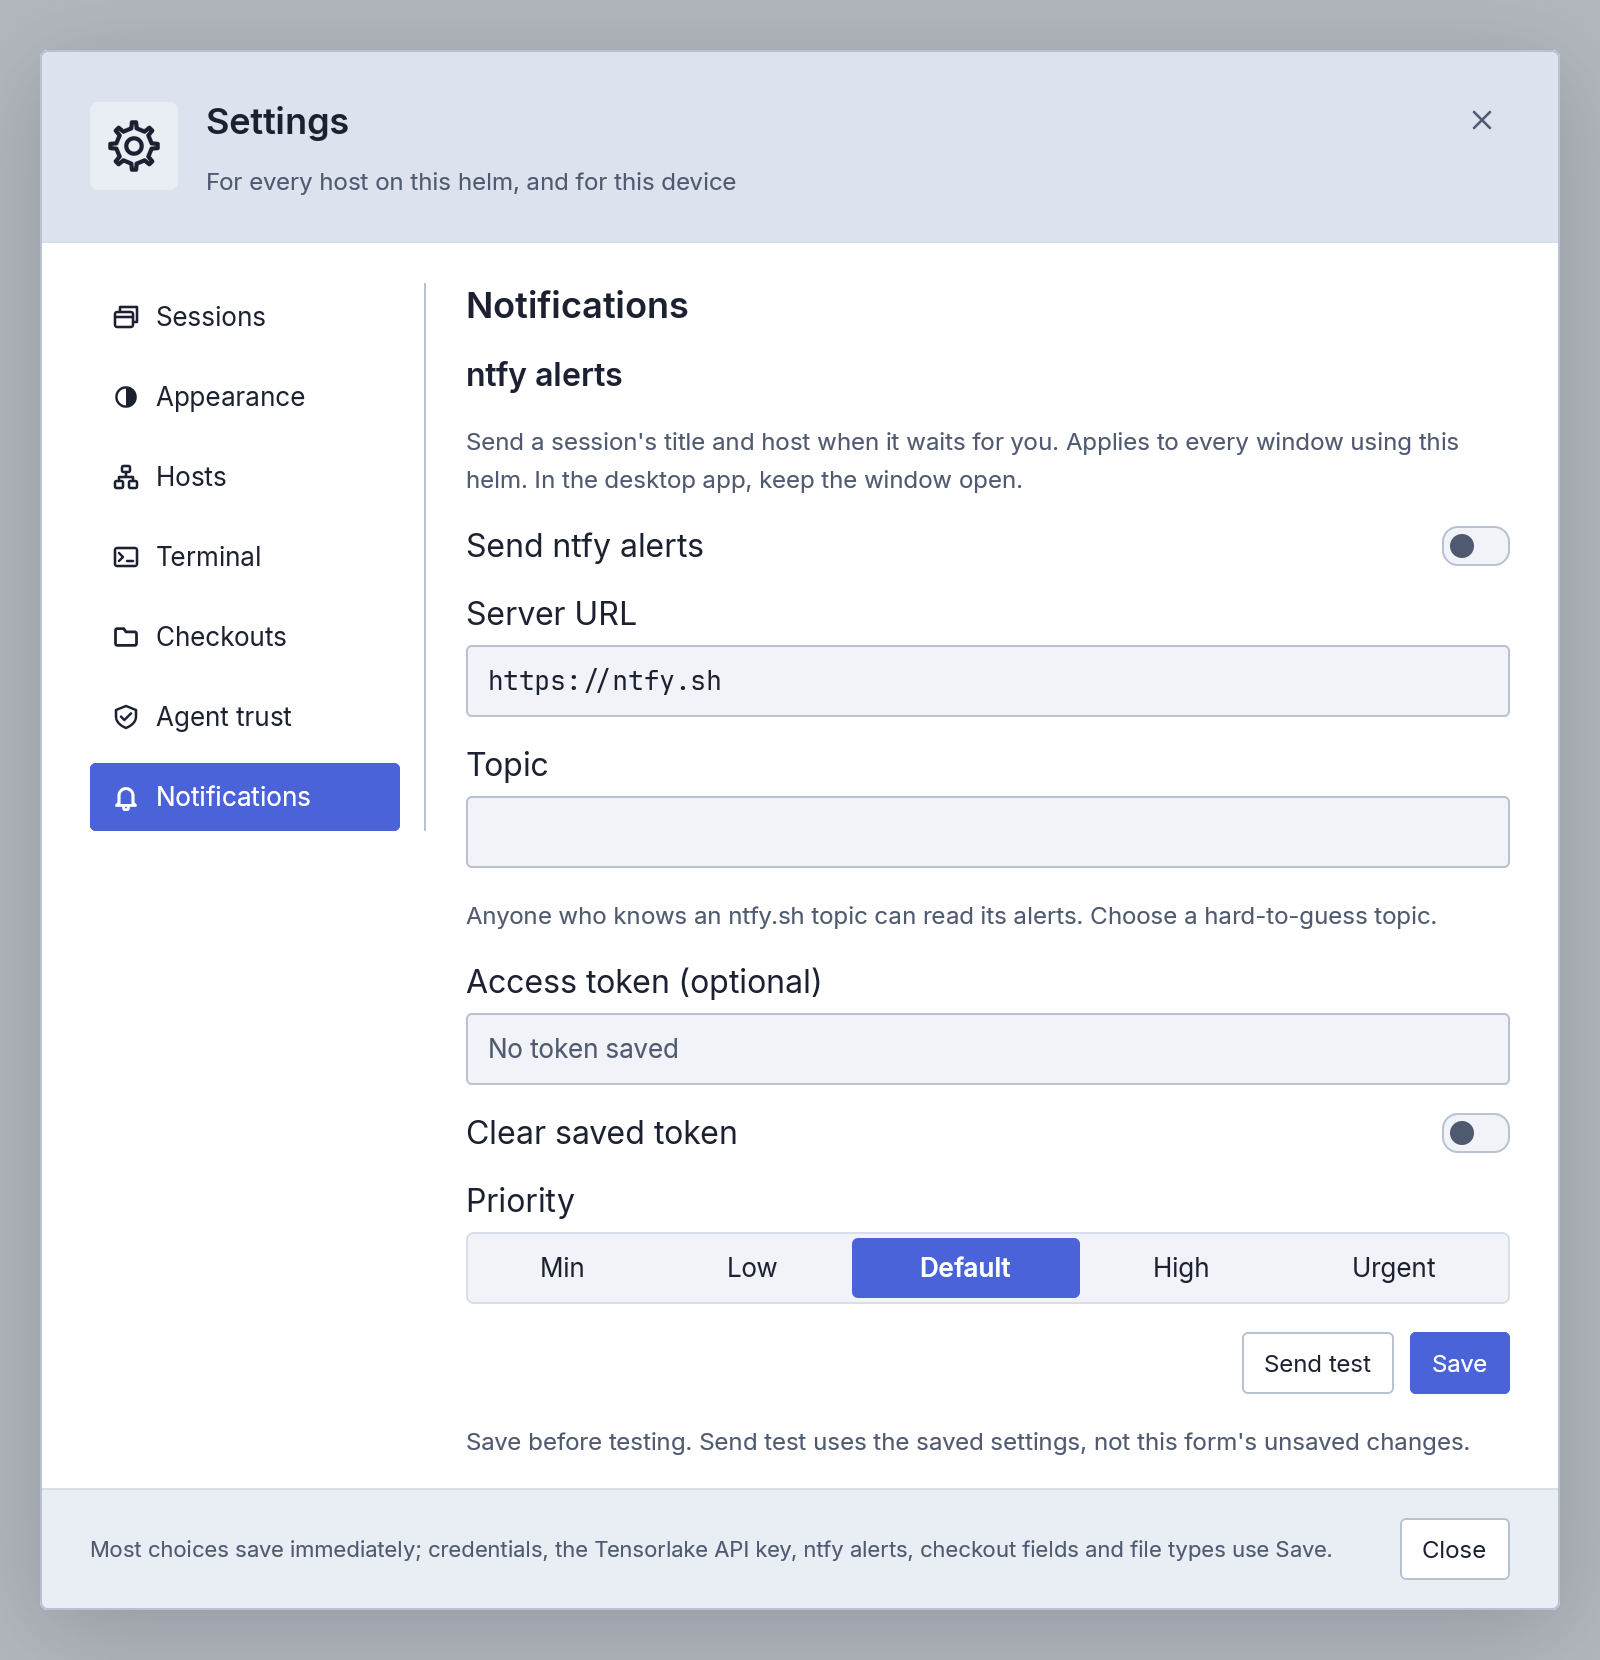 Settings
For every host on this helm, and for this device
Sessions
Appearance
Hosts
Terminal
Checkouts
Agent trust
Notifications
Notifications
ntfy alerts
Send a session's title and host when it waits for you. Applies to every window using this
helm. In the desktop app, keep the window open.
Send ntfy alerts
Server URL
https://ntfy.sh
Topic
Anyone who knows an ntfy.sh topic can read its alerts. Choose a hard-to-guess topic.
Access token (optional)
No token saved
Clear saved token
Priority
Min Low Default High Urgent
Send test Save
Save before testing. Send test uses the saved settings, not this form's unsaved changes.
Most choices save immediately; credentials, the Tensorlake API key, ntfy alerts, checkout fields and file types use Save.
Close